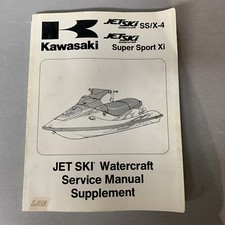 JET SKI SS/X-4
Kawasaki
JET SKI
Super Sport Xi
JET SKI® Watercraft
Service Manual
Supplement